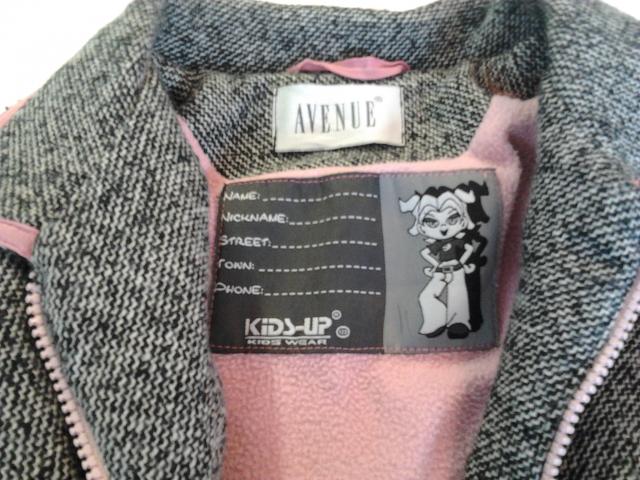 AVENUE®
NAME:
NICKNAME:
STREET:
TOWN:
PHONE:
KIDS-UP®
KIDS WEAR